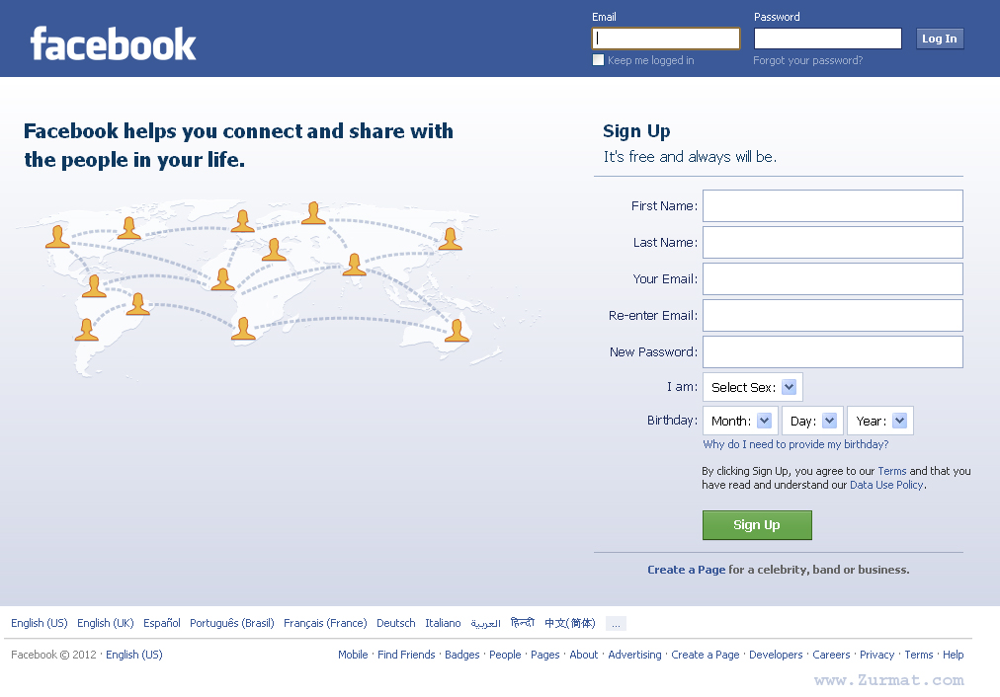 facebook
Email Password
Log In
Keep me logged in Forgot your password?
Facebook helps you connect and share with
the people in your life.
Sign Up
It's free and always will be.
First Name:
Last Name:
Your Email:
Re-enter Email:
New Password:
I am: Select Sex:
Birthday: Month: Day: Year:
Why do I need to provide my birthday?
By clicking Sign Up, you agree to our Terms and that you
have read and understand our Data Use Policy.
Sign Up
Create a Page for a celebrity, band or business.
English (US) English (UK) Español Português (Brasil) Français (France) Deutsch Italiano العربية हिन्दी 中文(简体) ...
Facebook © 2012 · English (US) Mobile · Find Friends · Badges · People · Pages · About · Advertising · Create a Page · Developers · Careers · Privacy · Terms · Help
www.Zurmat.com